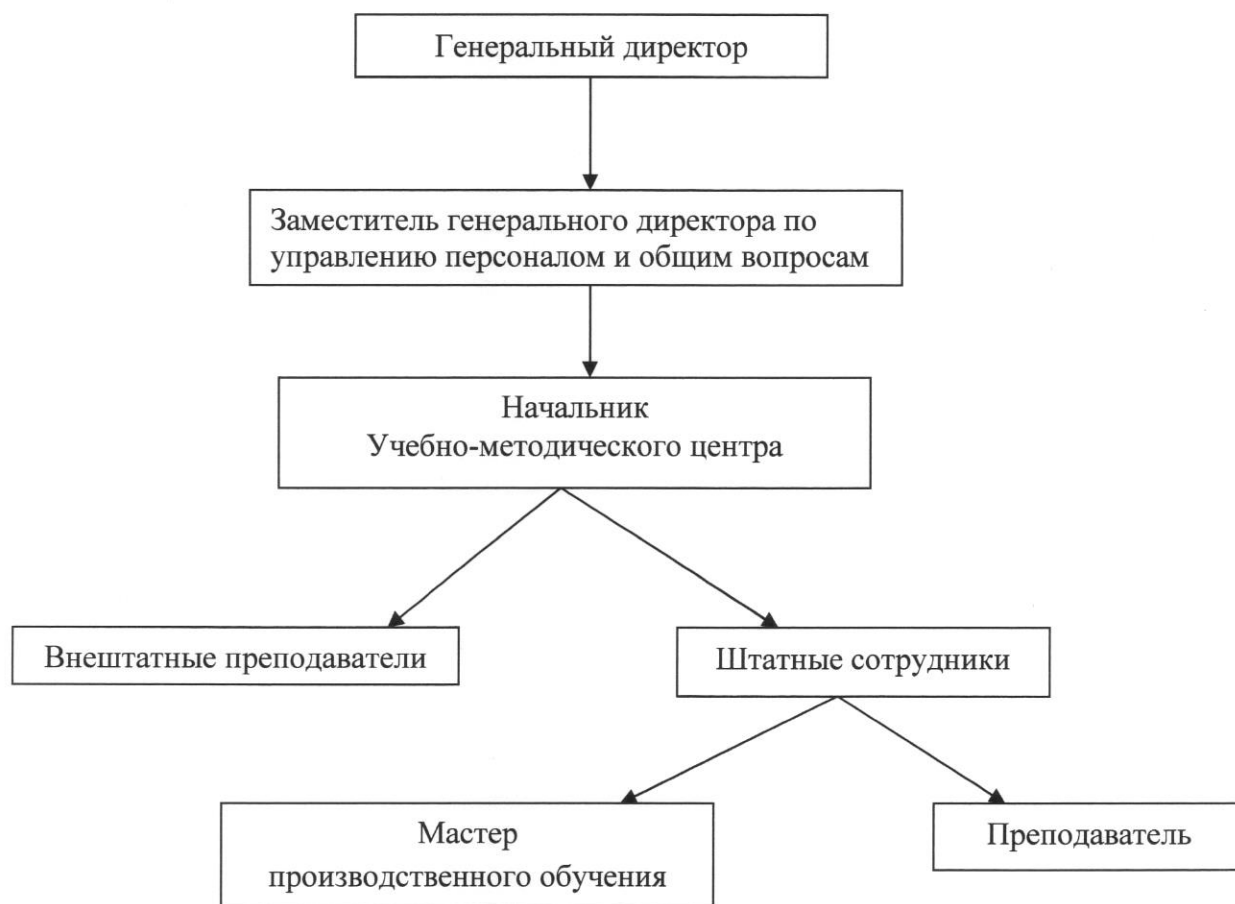 Генеральный директор
Заместитель генерального директора по
управлению персоналом и общим вопросам
Начальник
Учебно-методического центра
Внештатные преподаватели
Штатные сотрудники
Мастер
производственного обучения
Преподаватель